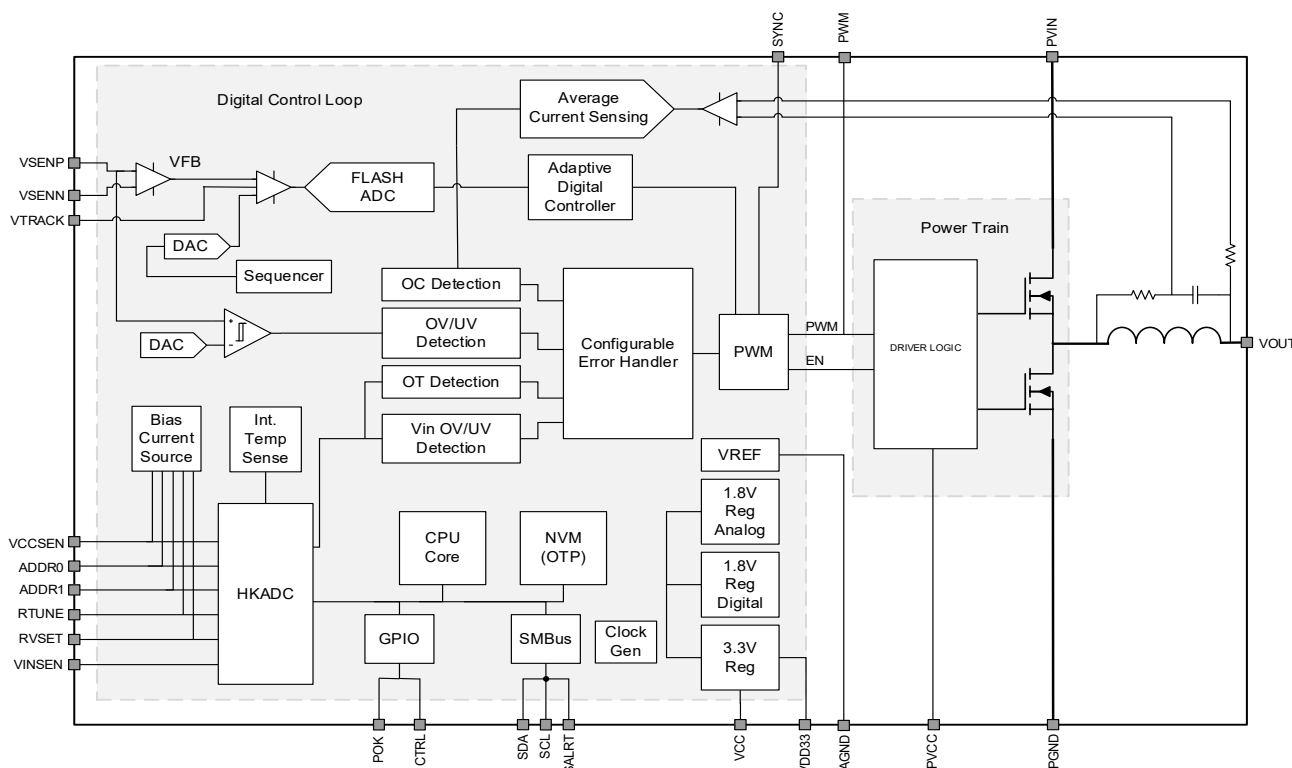 SYNC
PWM
PVIN
Digital Control Loop
Average
Current Sensing
VSENP
VFB
VSENN
VTRACK
FLASH
ADC
Adaptive
Digital
Controller
DAC
Sequencer
Power Train
OC Detection
DAC
+
-
OV/UV
Detection
OT Detection
Vin OV/UV
Detection
Configurable
Error Handler
PWM
PWM
EN
DRIVER LOGIC
VOUT
Bias
Current
Source
Int.
Temp
Sense
VREF
1.8V
Reg
Analog
1.8V
Reg
Digital
3.3V
Reg
VCCSEN
ADDR0
ADDR1
RTUNE
RVSET
VINSEN
HKADC
CPU
Core
NVM
(OTP)
GPIO
SMBus
Clock
Gen
POK
CTRL
SDA
SCL
SALRT
VCC
VDD33
AGND
PVCC
PGND